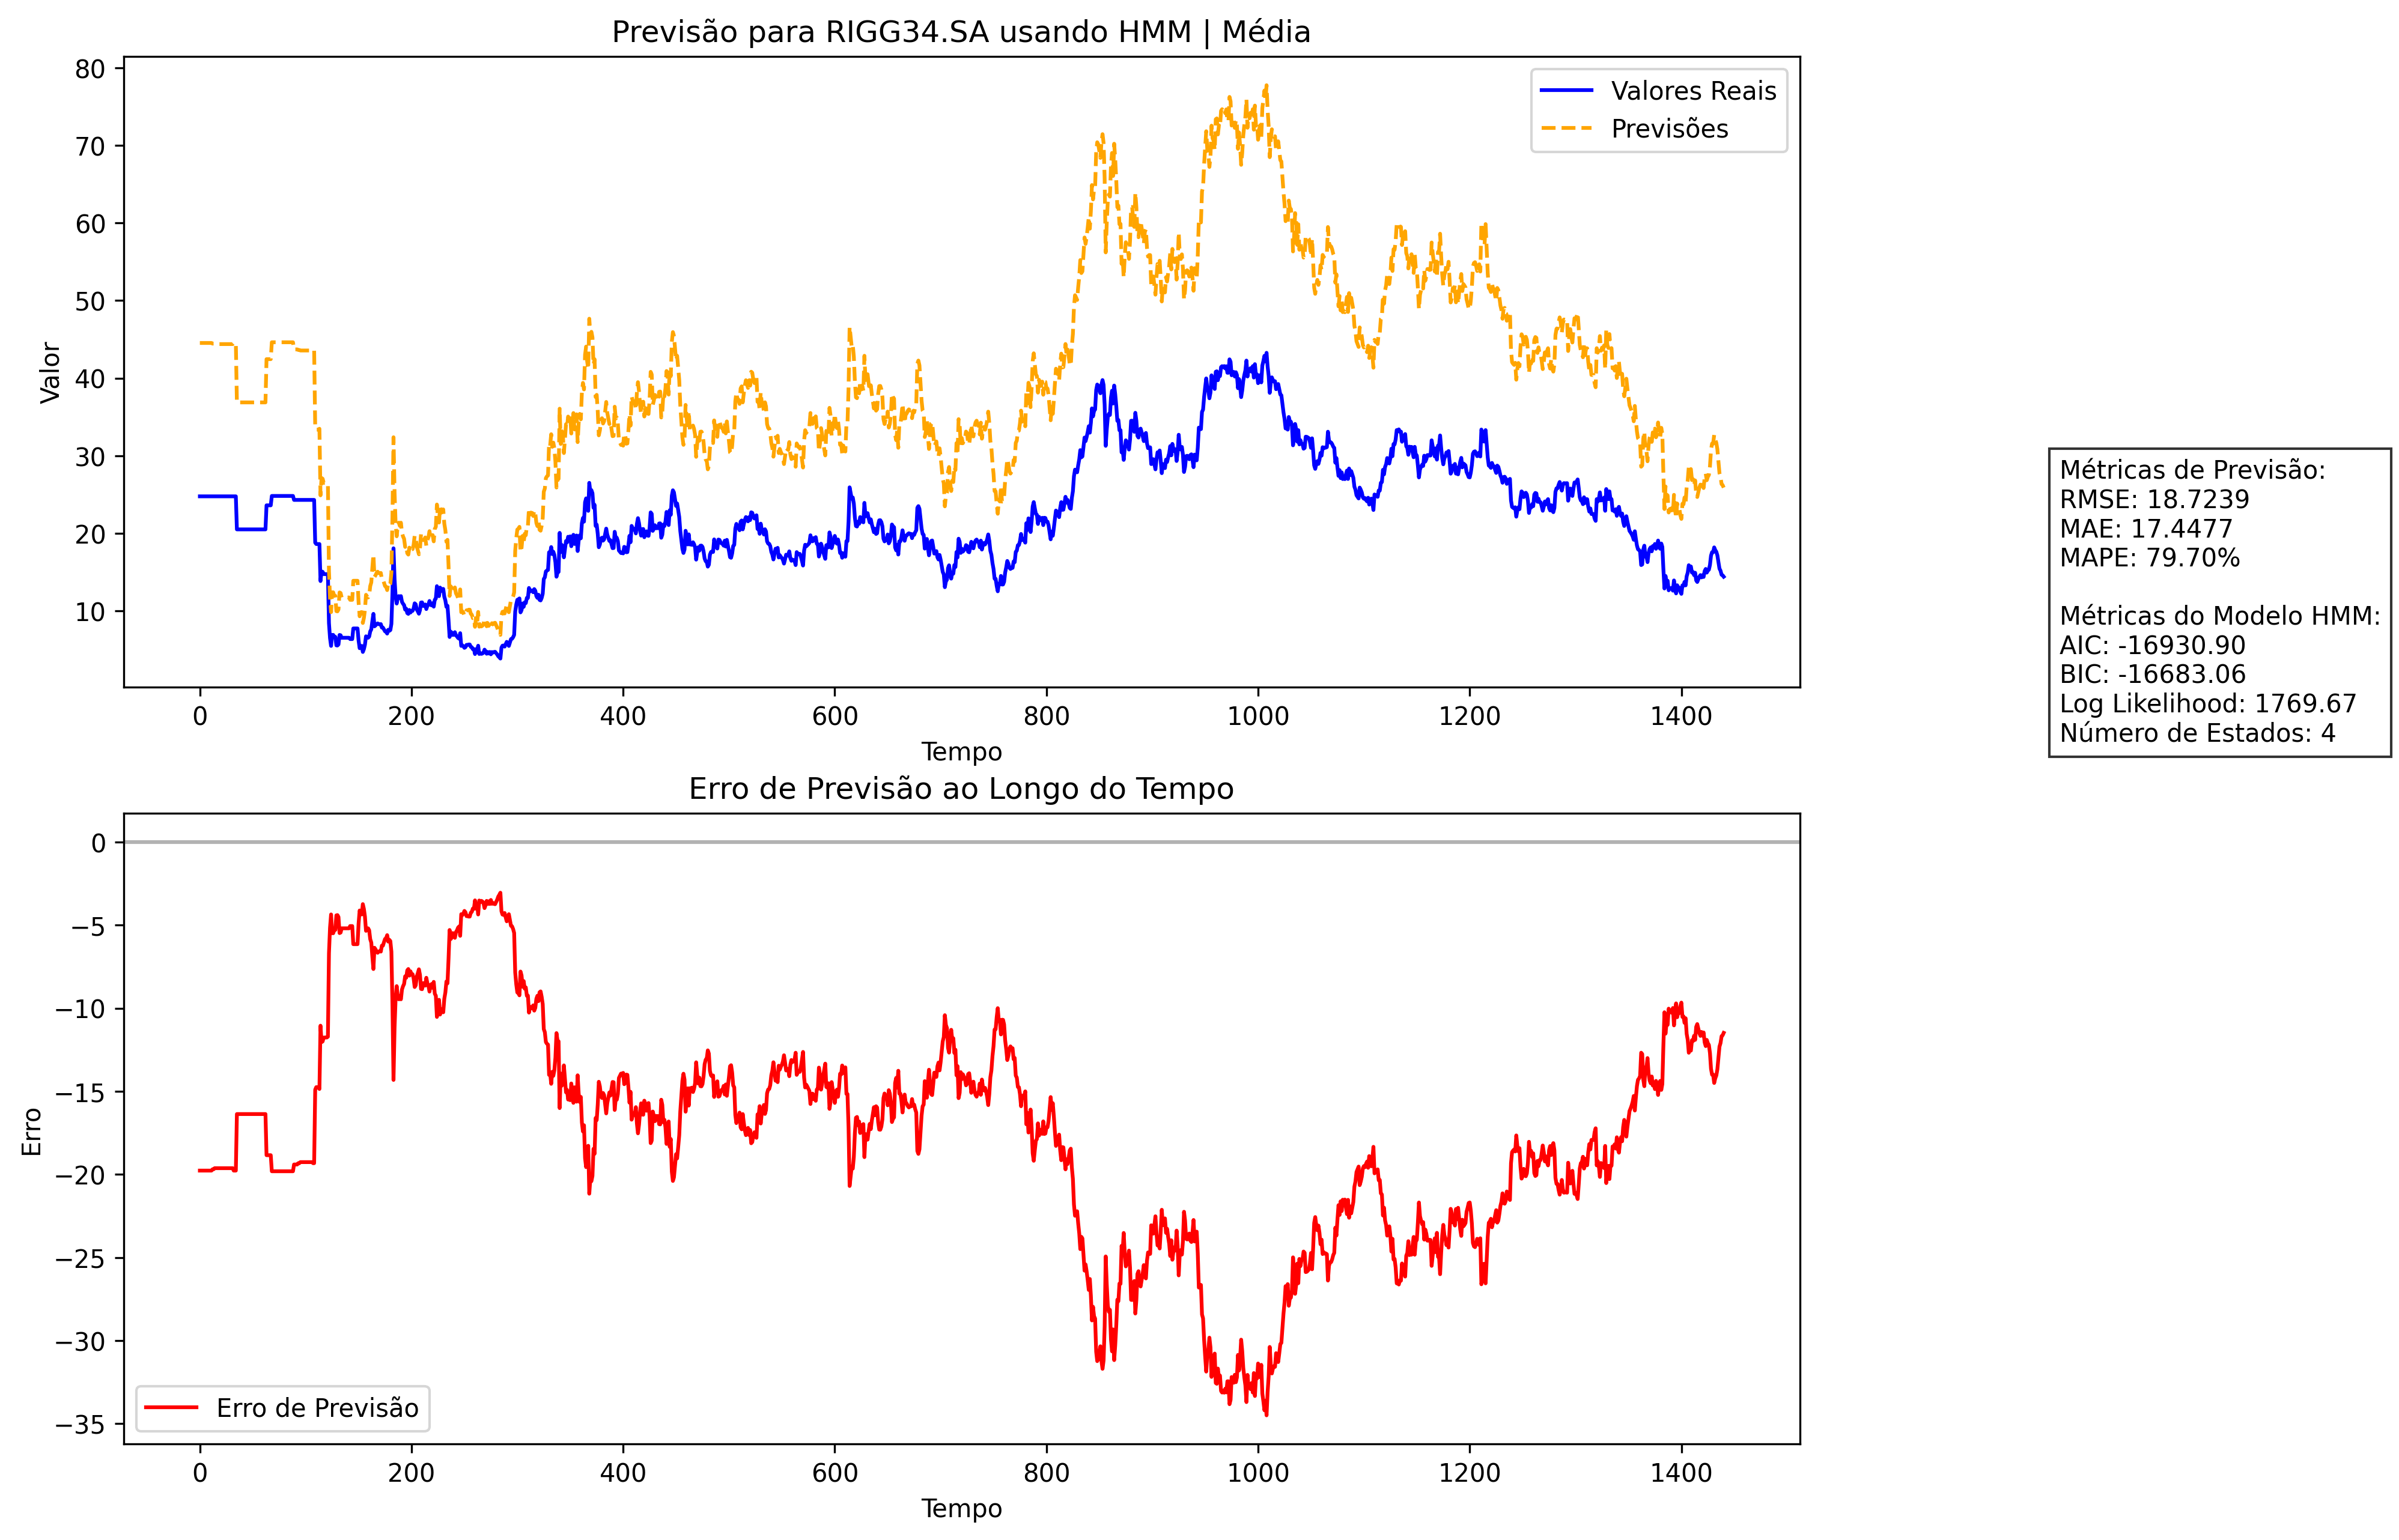 Previsão para RIGG34.SA usando HMM | Média
Valor
80
70
60
50
40
30
20
10
Valores Reais
Previsões
0 200 400 600 800 1000 1200 1400
Tempo
Métricas de Previsão:
RMSE: 18.7239
MAE: 17.4477
MAPE: 79.70%
Métricas do Modelo HMM:
AIC: -16930.90
BIC: -16683.06
Log Likelihood: 1769.67
Número de Estados: 4
Erro de Previsão ao Longo do Tempo
Erro
0
−5
−10
−15
−20
−25
−30
−35
Erro de Previsão
0 200 400 600 800 1000 1200 1400
Tempo